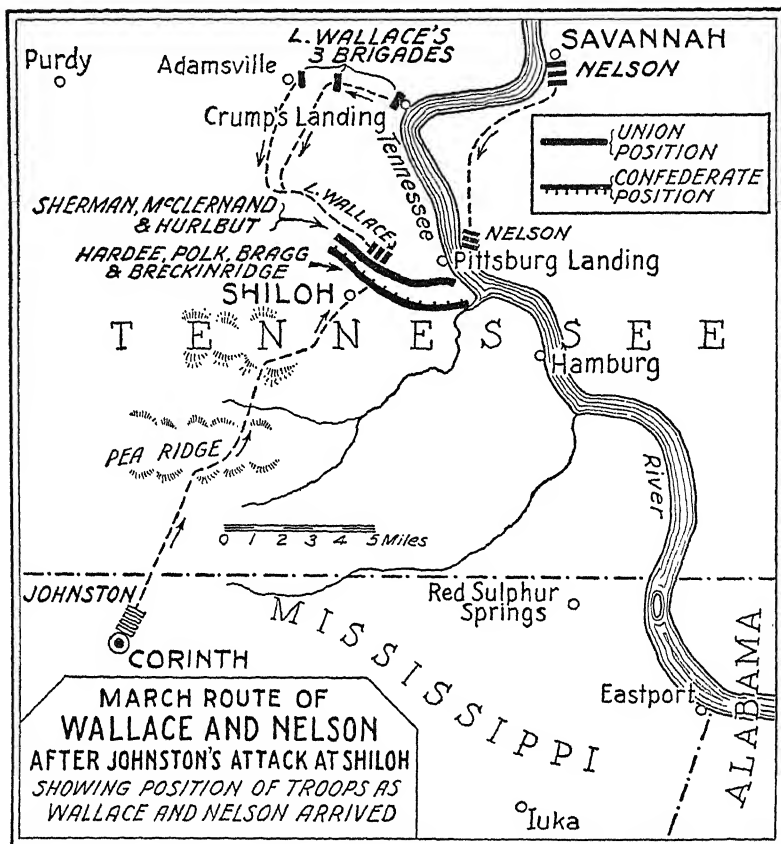 L. WALLACE'S
3 BRIGADES
SAVANNAH
NELSON
Purdy
Adamsville
Crump's Landing
Tennessee
UNION
POSITION
CONFEDERATE
POSITION
L. WALLACE
SHERMAN, McCLERNAND
& HURLBUT
NELSON
HARDEE, POLK, BRAGG
& BRECKINRIDGE
Pittsburg Landing
SHILOH
TENNESSEE
Hamburg
PEA RIDGE
River
0 1 2 3 4 5 Miles
JOHNSTON
Red Sulphur
Springs
CORINTH
MISSISSIPPI
ALABAMA
Eastport
Iuka
MARCH ROUTE OF
WALLACE AND NELSON
AFTER JOHNSTON'S ATTACK AT SHILOH
SHOWING POSITION OF TROOPS AS
WALLACE AND NELSON ARRIVED